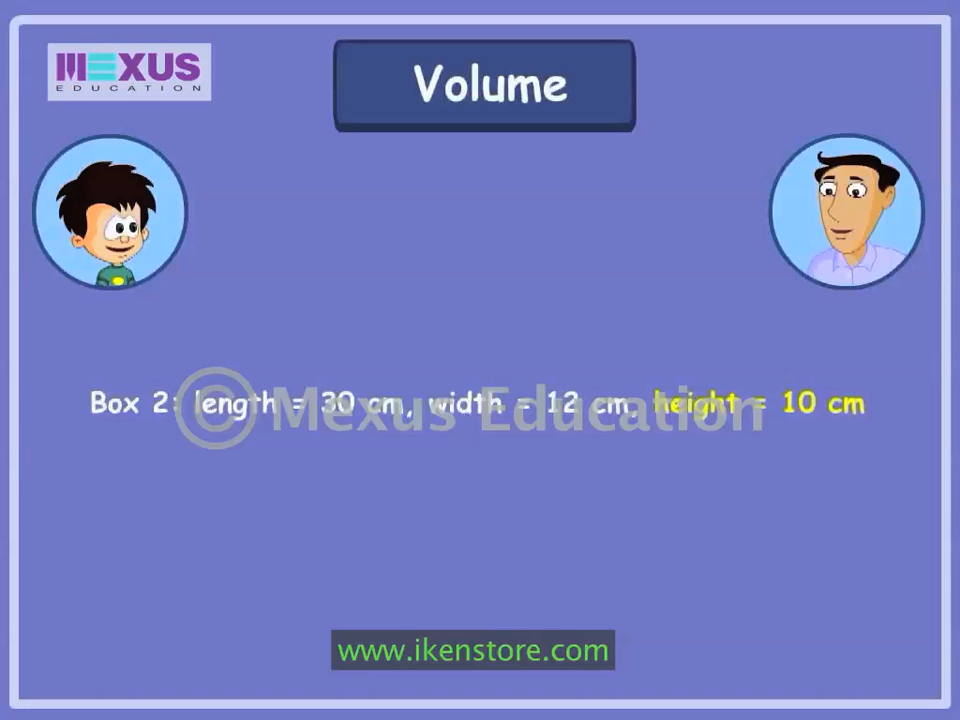 MEXUS
EDUCATION
Volume
Box 2: length = 30 cm, width = 12 cm, height = 10 cm
© Mexus Education
www.ikenstore.com